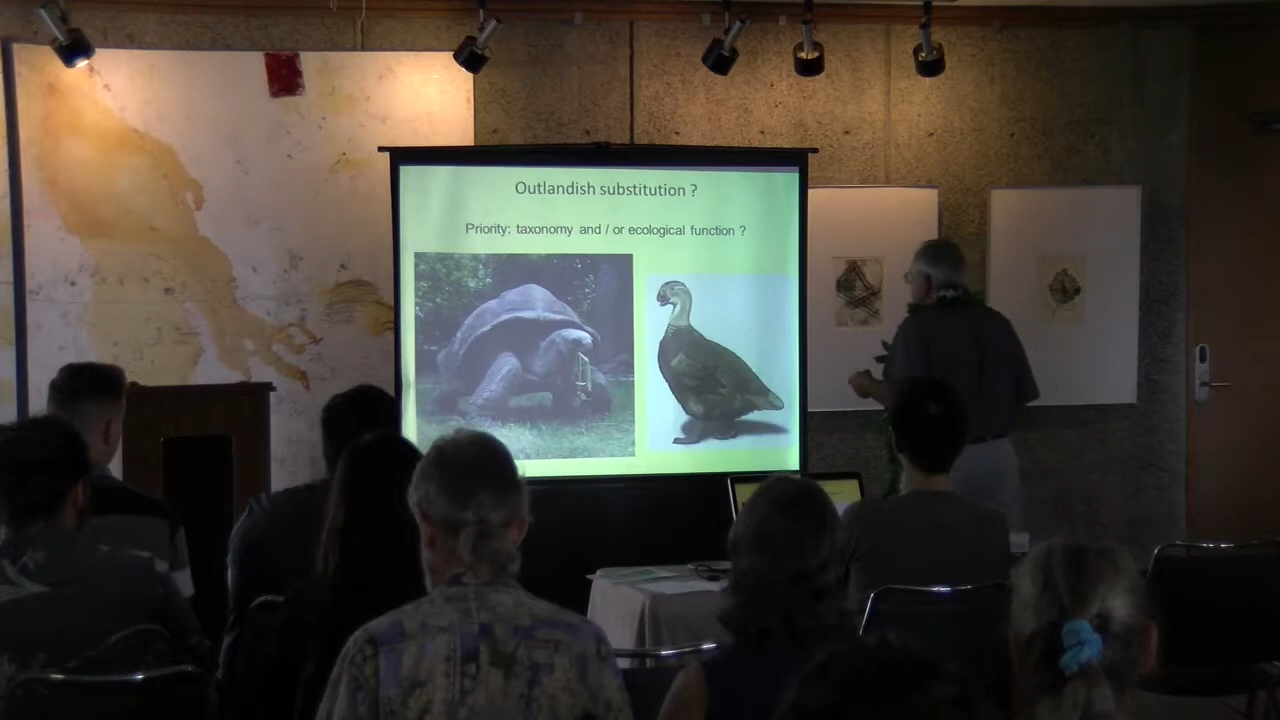 Outlandish substitution ?
Priority: taxonomy and / or ecological function ?